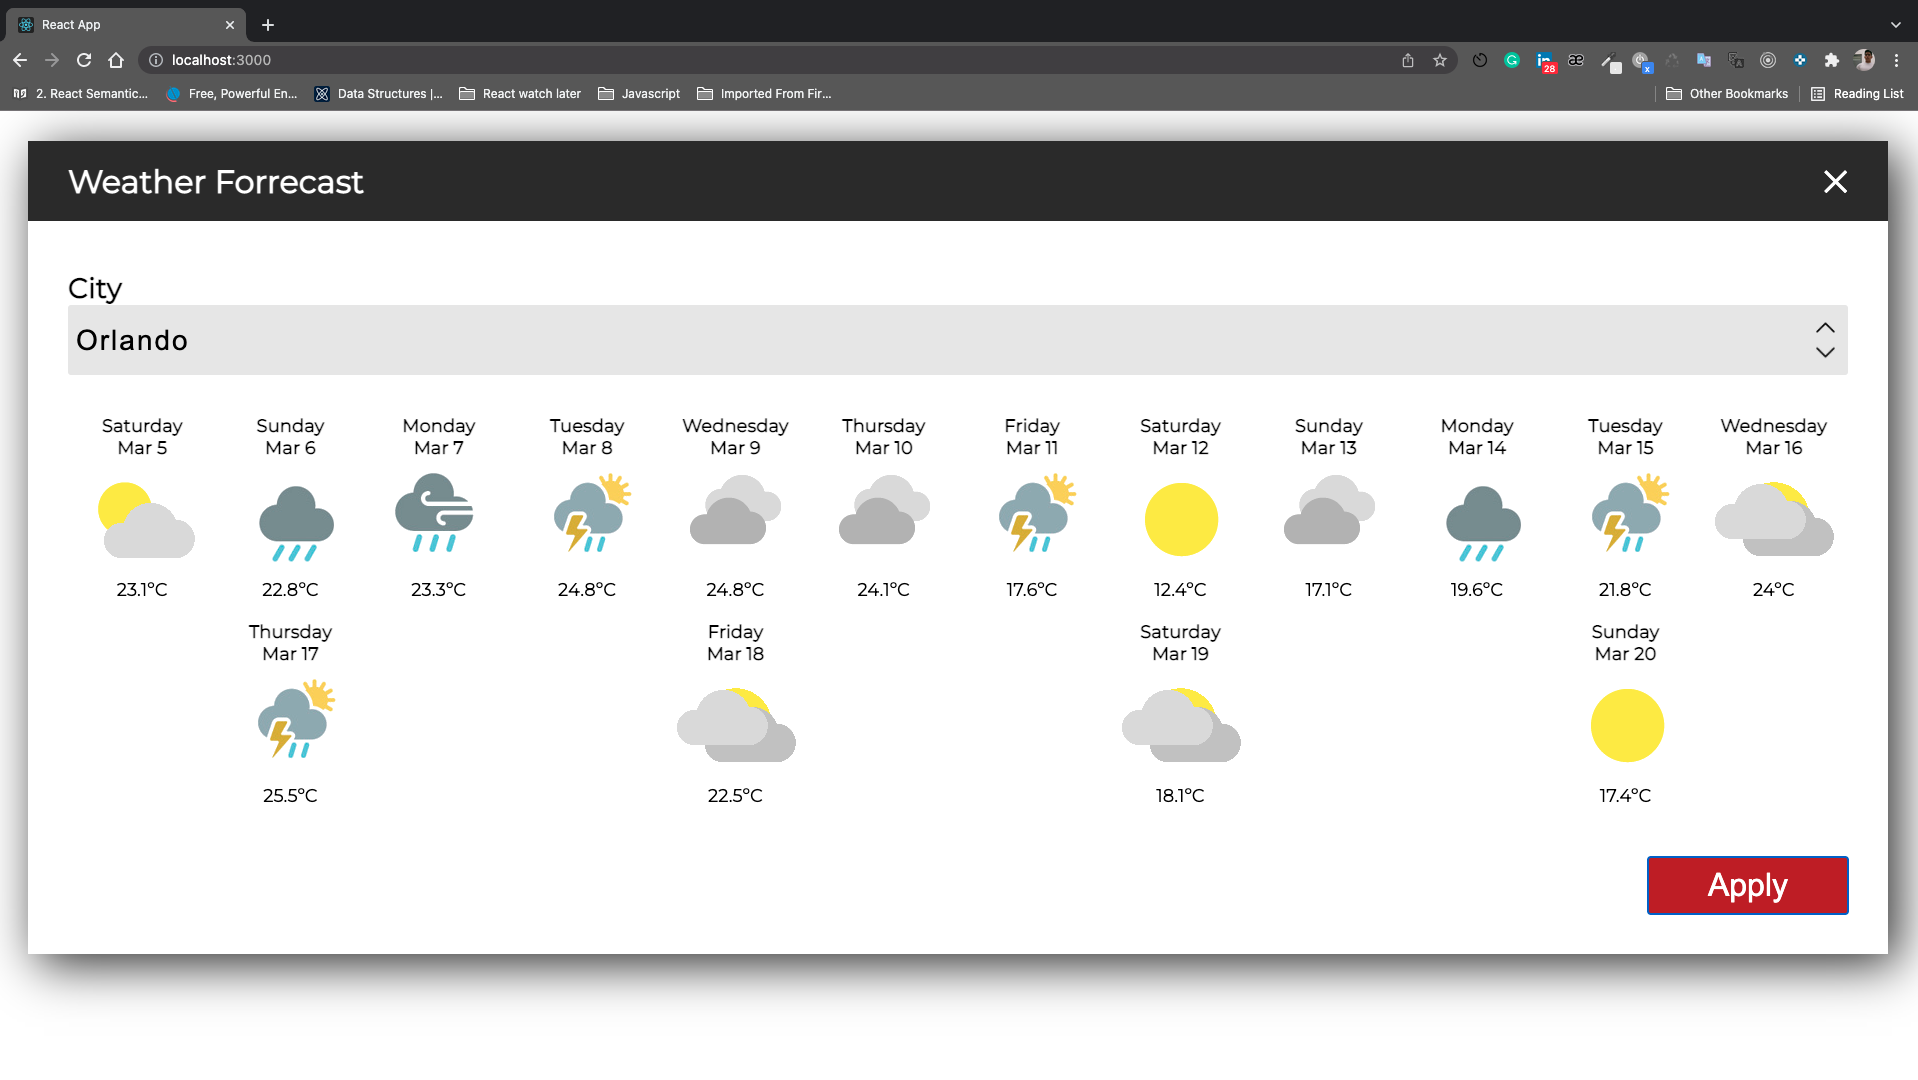 React App
localhost:3000
28
æ
x
2. React Semantic...
Free, Powerful En...
Data Structures |...
React watch later
Javascript
Imported From Fir...
Other Bookmarks
Reading List
Weather Forrecast
City
Orlando
Saturday Sunday Monday Tuesday Wednesday Thursday Friday Saturday Sunday Monday Tuesday Wednesday
Mar 5 Mar 6 Mar 7 Mar 8 Mar 9 Mar 10 Mar 11 Mar 12 Mar 13 Mar 14 Mar 15 Mar 16
23.1°C 22.8°C 23.3°C 24.8°C 24.8°C 24.1°C 17.6°C 12.4°C 17.1°C 19.6°C 21.8°C 24°C
Thursday Friday Saturday Sunday
Mar 17 Mar 18 Mar 19 Mar 20
25.5°C 22.5°C 18.1°C 17.4°C
Apply